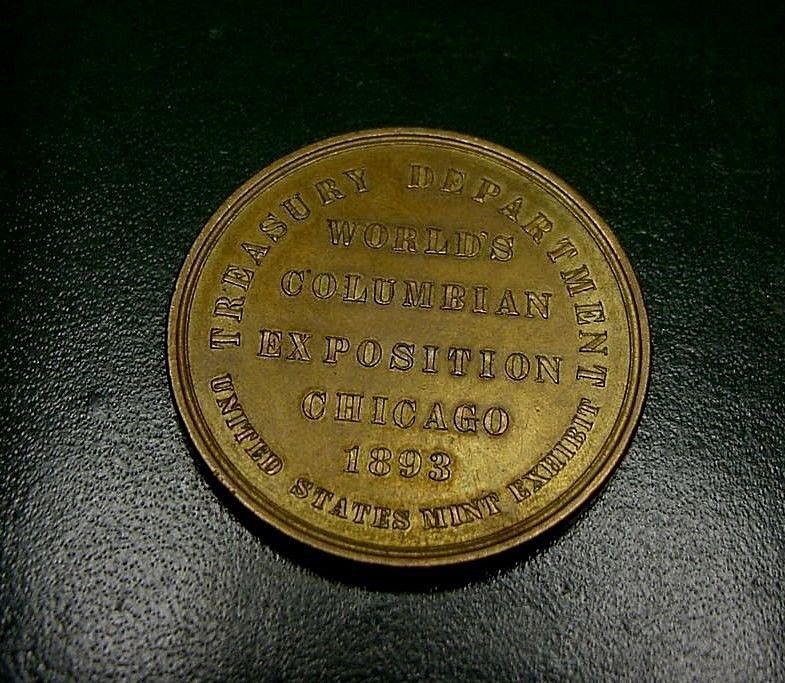 TREASURY DEPARTMENT
WORLD'S
COLUMBIAN
EXPOSITION
CHICAGO
1893
UNITED STATES MINT EXHIBIT